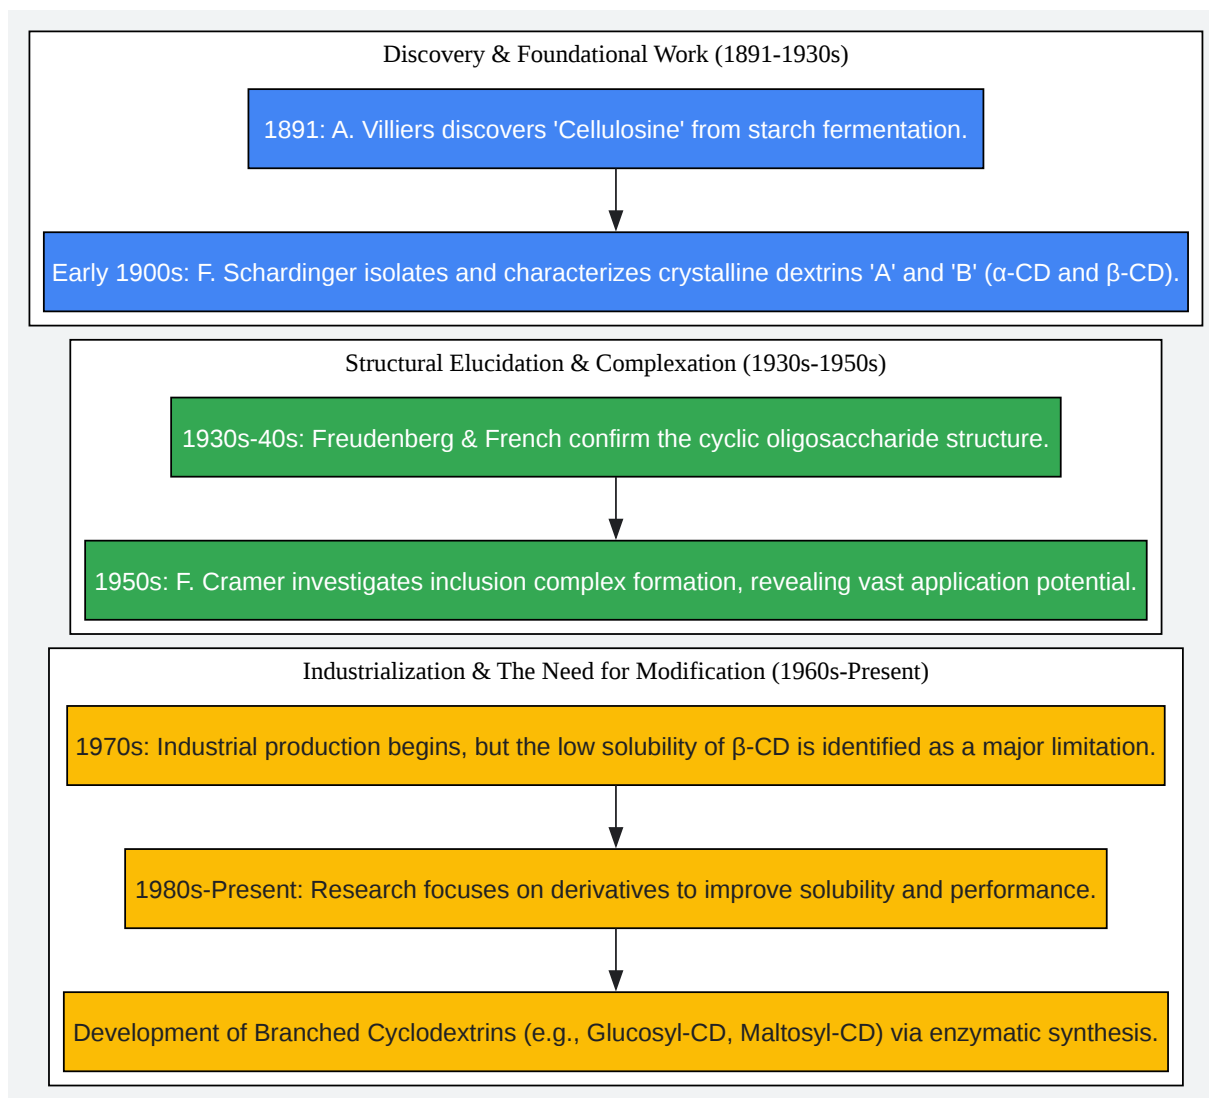 Discovery & Foundational Work (1891-1930s)
1891: A. Villiers discovers 'Cellulosine' from starch fermentation.
Early 1900s: F. Schardinger isolates and characterizes crystalline dextrins 'A' and 'B' (α-CD and β-CD).
Structural Elucidation & Complexation (1930s-1950s)
1930s-40s: Freudenberg & French confirm the cyclic oligosaccharide structure.
1950s: F. Cramer investigates inclusion complex formation, revealing vast application potential.
Industrialization & The Need for Modification (1960s-Present)
1970s: Industrial production begins, but the low solubility of β-CD is identified as a major limitation.
1980s-Present: Research focuses on derivatives to improve solubility and performance.
Development of Branched Cyclodextrins (e.g., Glucosyl-CD, Maltosyl-CD) via enzymatic synthesis.